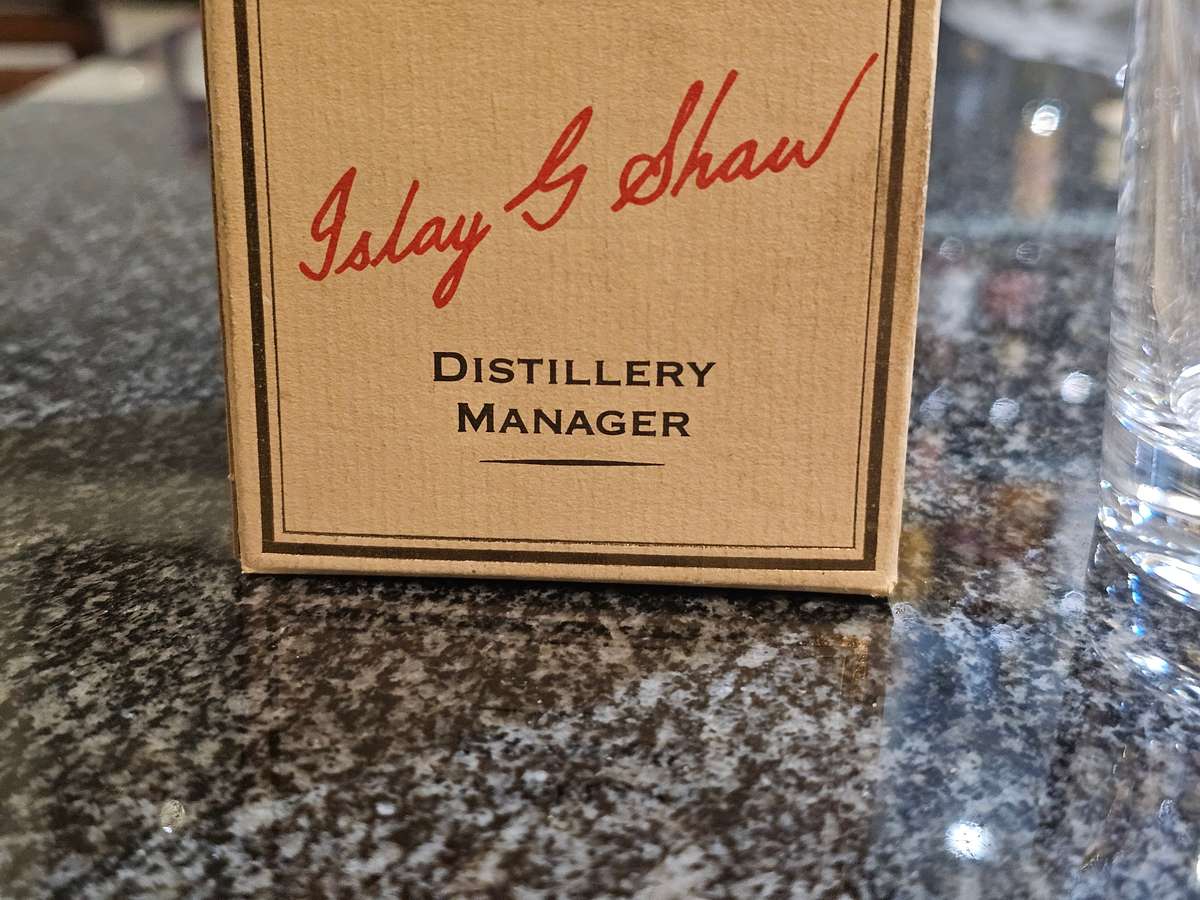 Islay G Shaw
DISTILLERY
MANAGER